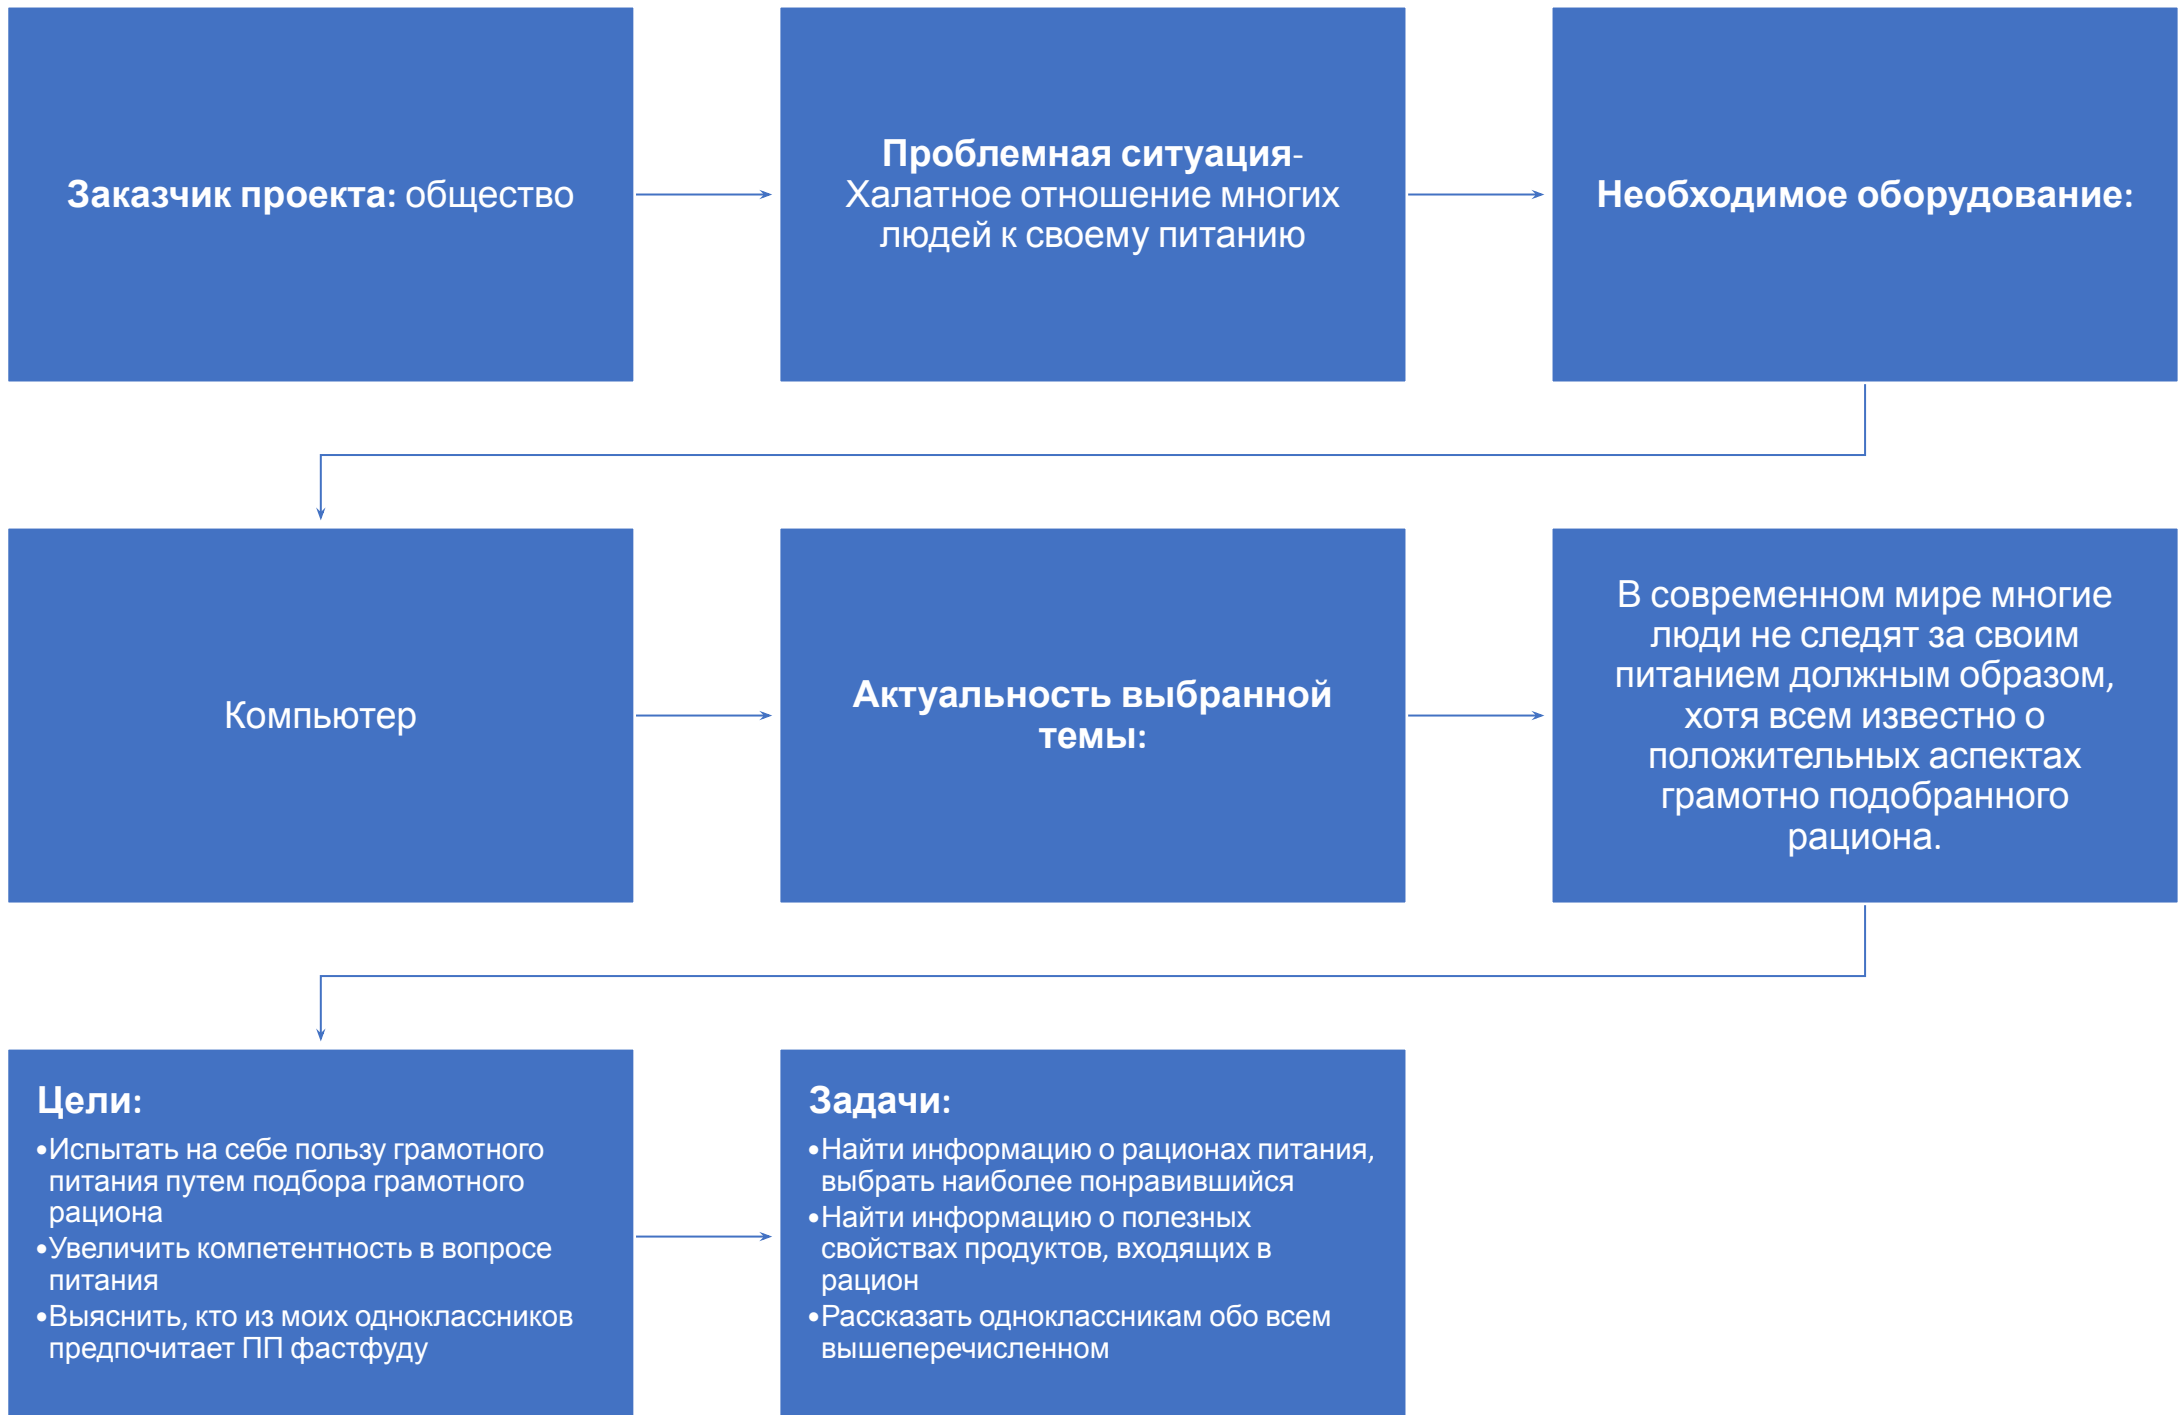 Заказчик проекта: общество
Проблемная ситуация-
Халатное отношение многих
людей к своему питанию
Необходимое оборудование:
Компьютер
Актуальность выбранной
темы:
В современном мире многие
люди не следят за своим
питанием должным образом,
хотя всем известно о
положительных аспектах
грамотно подобранного
рациона.
Цели:
•Испытать на себе пользу грамотного
питания путем подбора грамотного
рациона
•Увеличить компетентность в вопросе
питания
•Выяснить, кто из моих одноклассников
предпочитает ПП фастфуду
Задачи:
•Найти информацию о рационах питания,
выбрать наиболее понравившийся
•Найти информацию о полезных
свойствах продуктов, входящих в
рацион
•Рассказать одноклассникам обо всем
вышеперечисленном